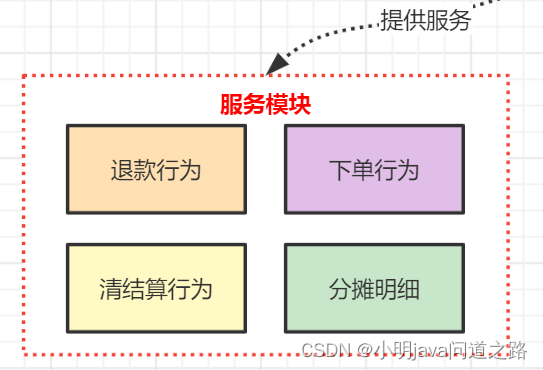 提供服务
服务模块
退款行为
下单行为
清结算行为
分摊明细
CSDN @小明java问道之路